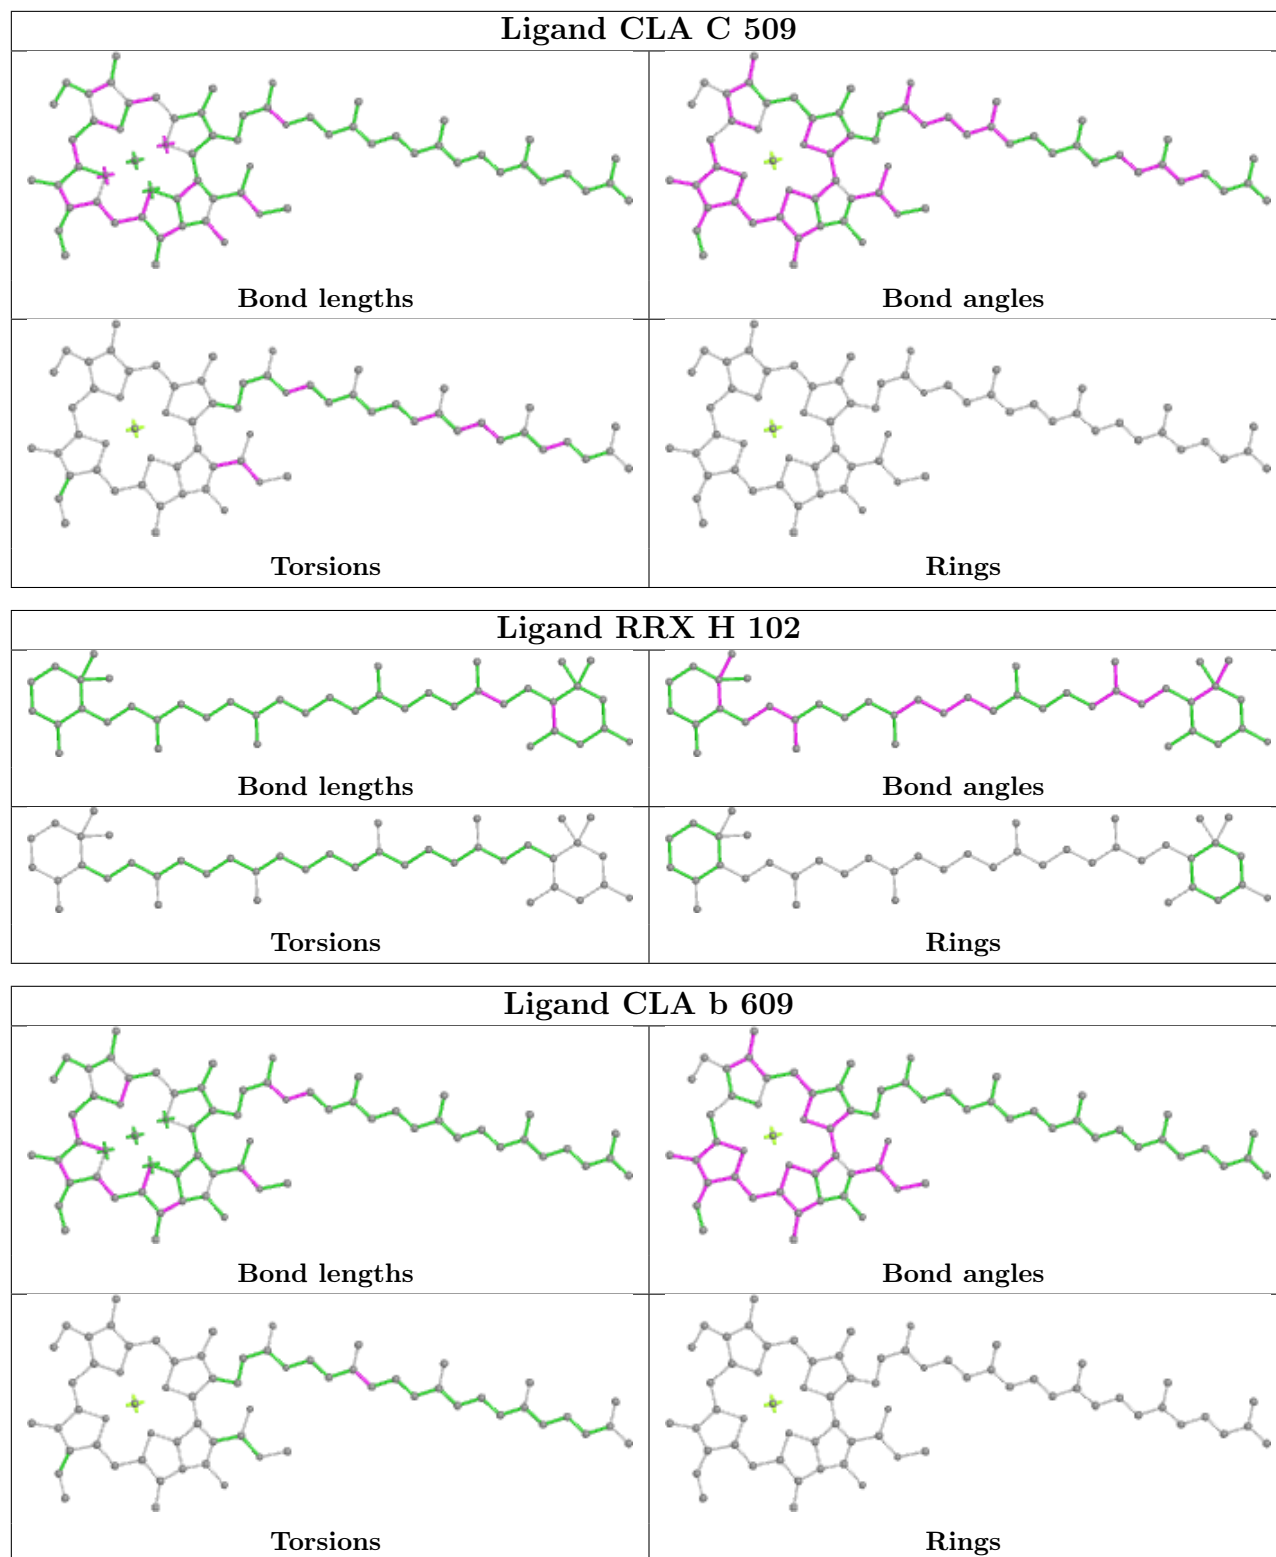 Ligand CLA C 509
Bond lengths
Bond angles
Torsions
Rings
Ligand RRX H 102
Bond lengths
Bond angles
Torsions
Rings
Ligand CLA b 609
Bond lengths
Bond angles
Torsions
Rings